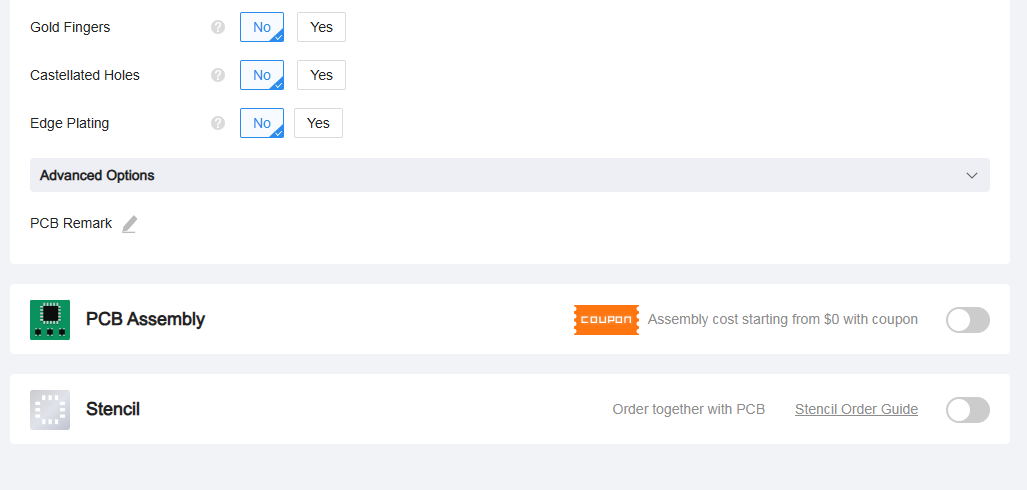 Gold Fingers ? No Yes
Castellated Holes ? No Yes
Edge Plating ? No Yes
Advanced Options
PCB Remark
PCB Assembly COUPON Assembly cost starting from $0 with coupon
Stencil Order together with PCB Stencil Order Guide